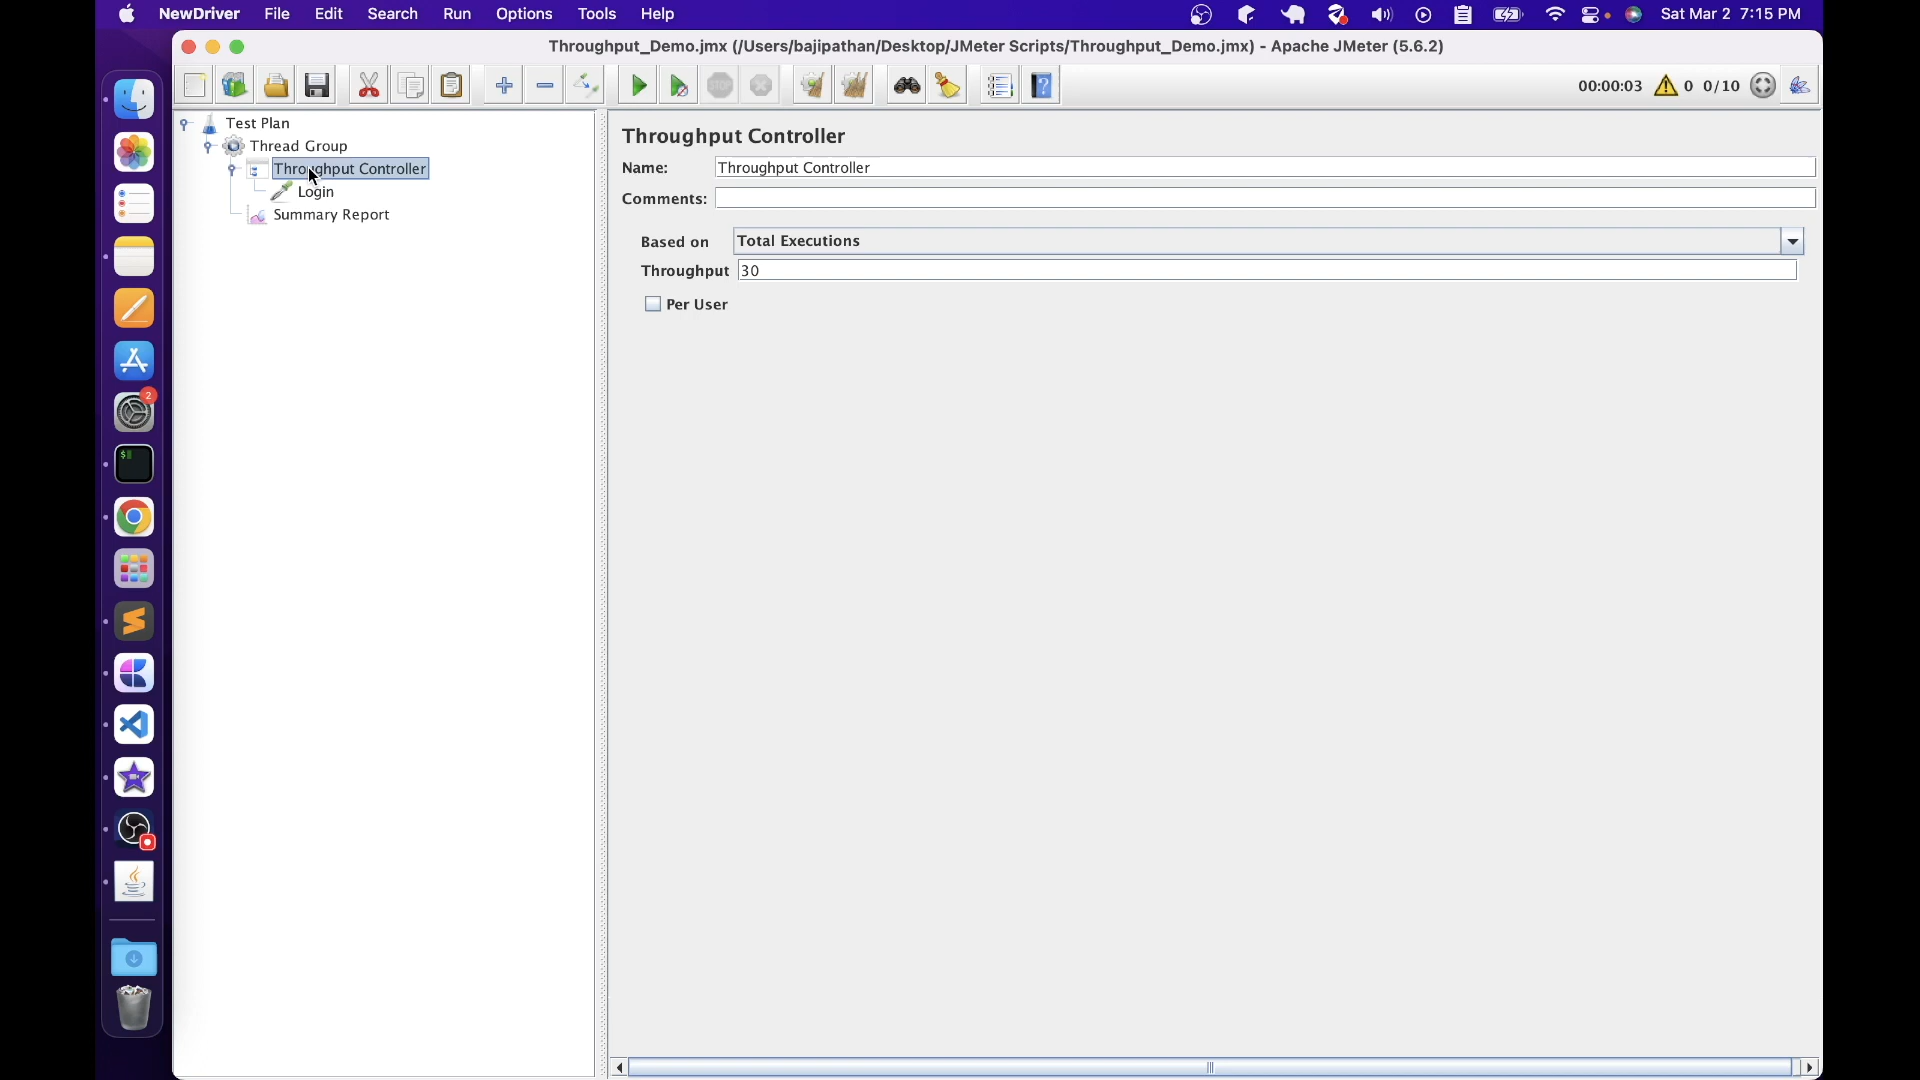 NewDriver File Edit Search Run Options Tools Help Sat Mar 2 7:15 PM
Throughput_Demo.jmx (/Users/bajipathan/Desktop/JMeter Scripts/Throughput_Demo.jmx) - Apache JMeter (5.6.2)
STOP ? 00:00:03 0 0/10
Test Plan
Thread Group
Throughput Controller
Login
Summary Report
Throughput Controller
Name: Throughput Controller
Comments:
Based on Total Executions
Throughput 30
Per User
2
$